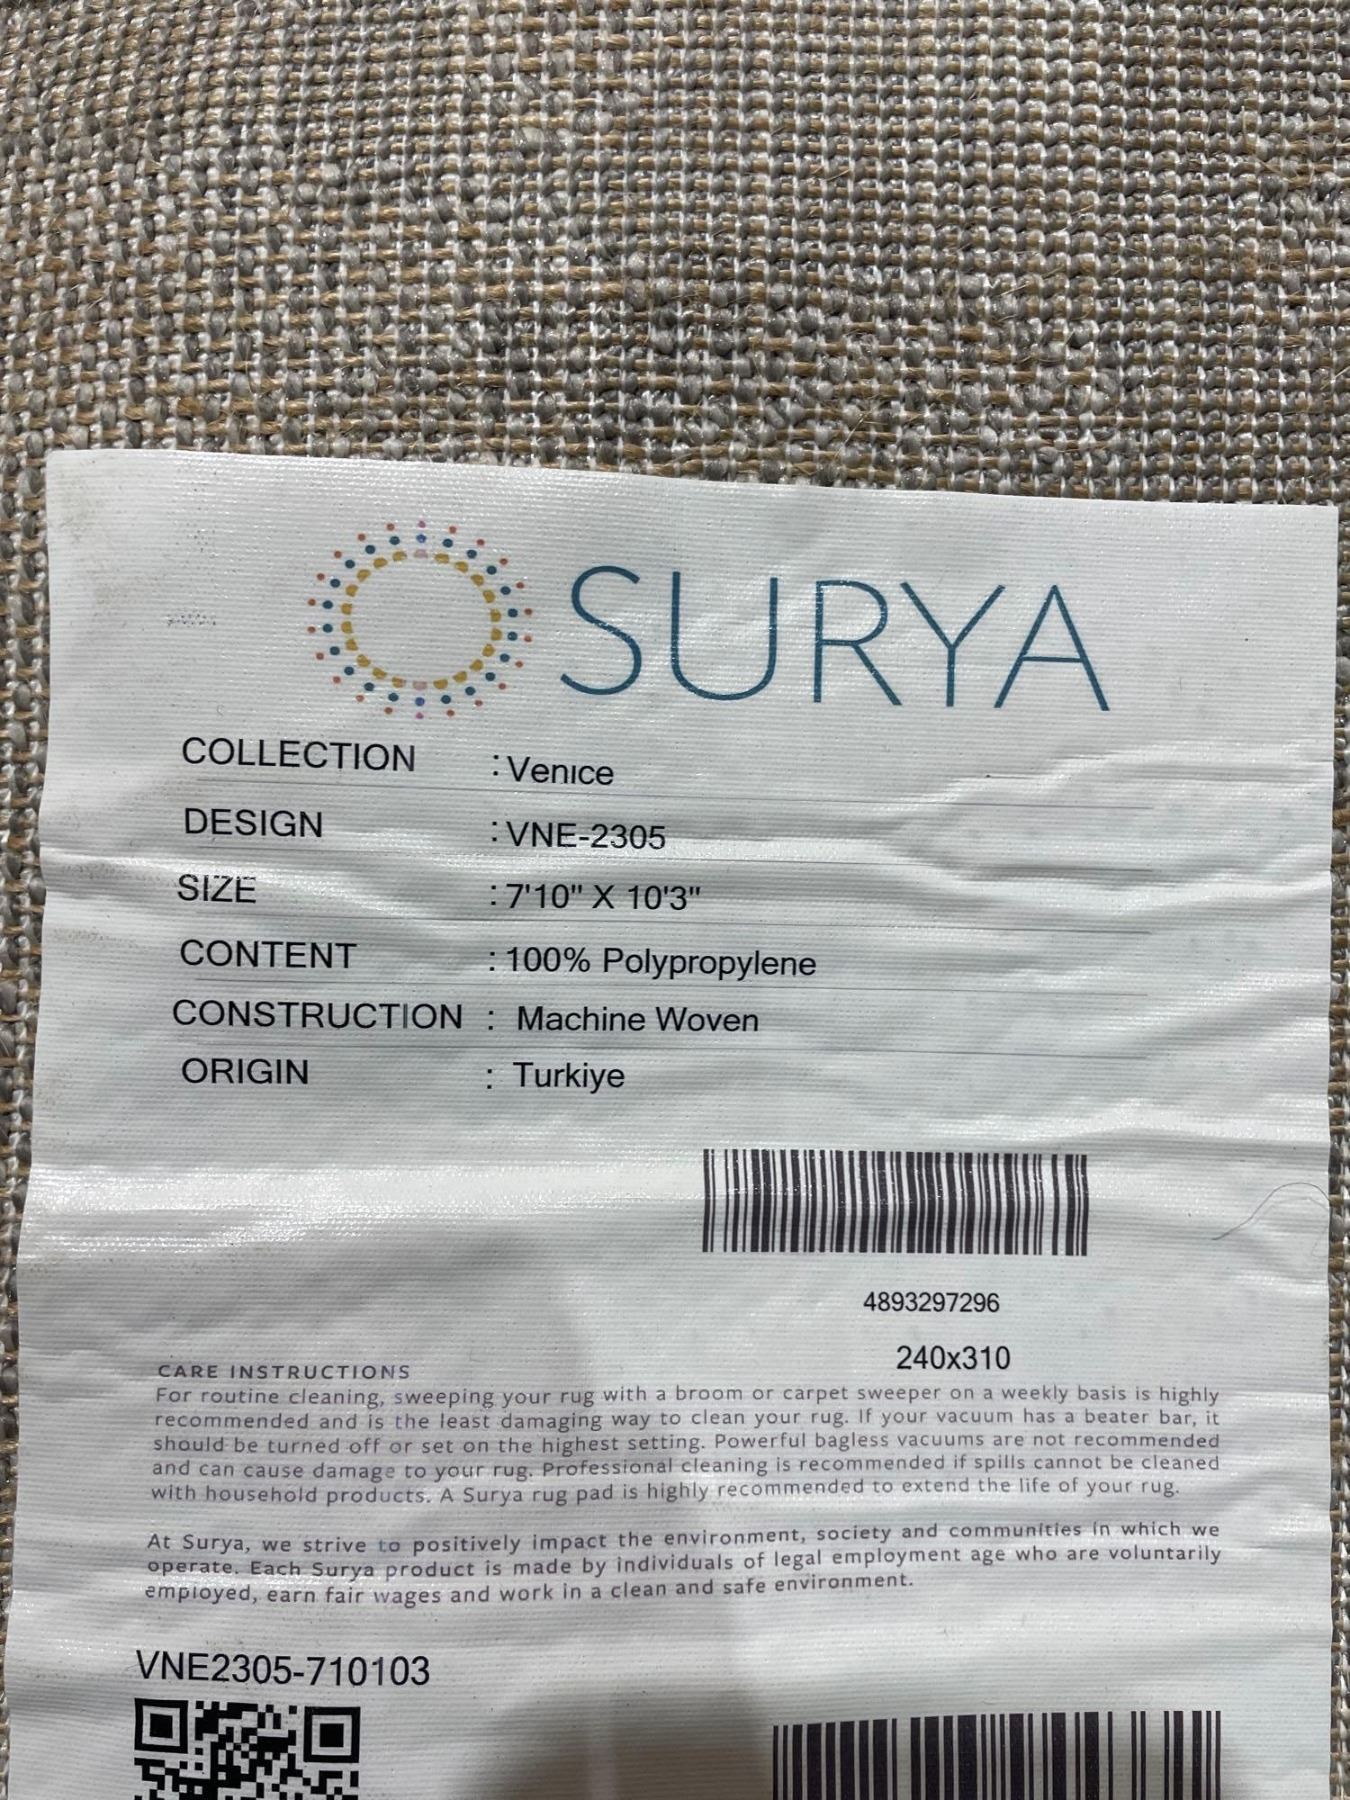 SURYA
COLLECTION : Venice
DESIGN : VNE-2305
SIZE : 7'10" X 10'3"
CONTENT : 100% Polypropylene
CONSTRUCTION : Machine Woven
ORIGIN : Turkiye
4893297296
240x310
CARE INSTRUCTIONS
For routine cleaning, sweeping your rug with a broom or carpet sweeper on a weekly basis is highly
recommended and is the least damaging way to clean your rug. If your vacuum has a beater bar, it
should be turned off or set on the highest setting. Powerful bagless vacuums are not recommended
and can cause damage to your rug. Professional cleaning is recommended if spills cannot be cleaned
with household products. A Surya rug pad is highly recommended to extend the life of your rug.
At Surya, we strive to positively impact the environment, society and communities in which we
operate. Each Surya product is made by individuals of legal employment age who are voluntarily
employed, earn fair wages and work in a clean and safe environment.
VNE2305-710103